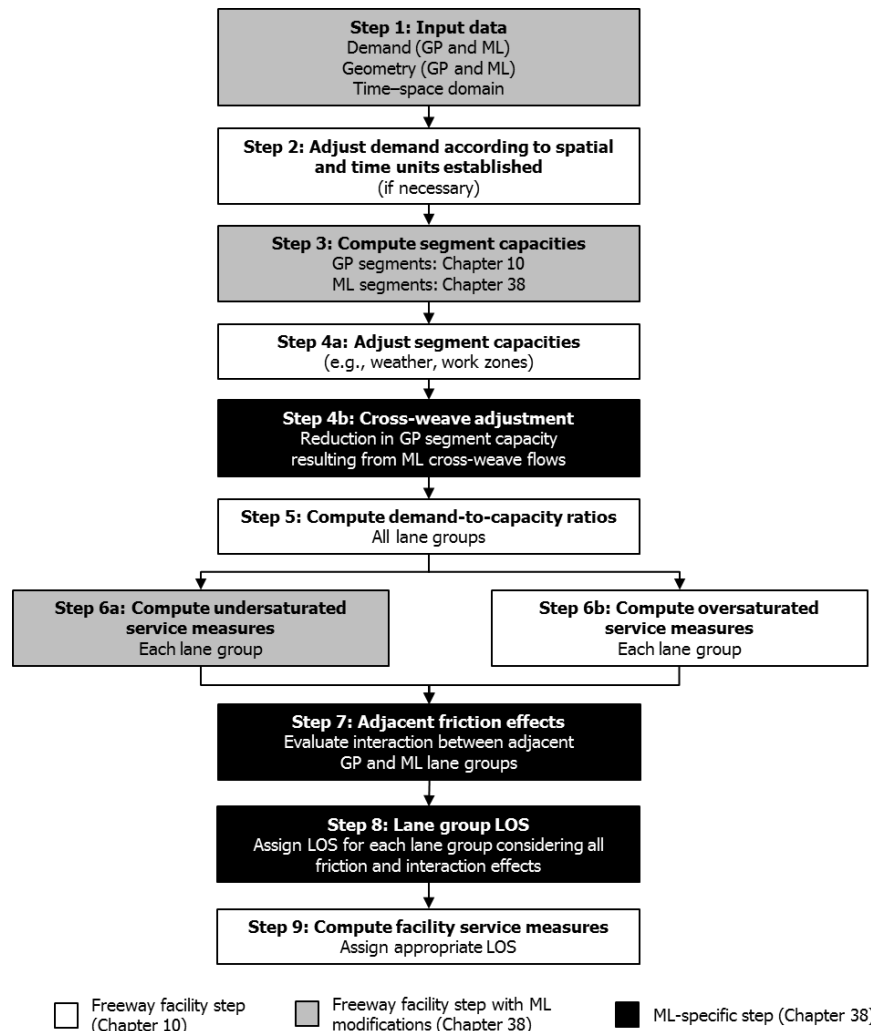 Step 1: Input data
Demand (GP and ML)
Geometry (GP and ML)
Time–space domain
Step 2: Adjust demand according to spatial
and time units established
(if necessary)
Step 3: Compute segment capacities
GP segments: Chapter 10
ML segments: Chapter 38
Step 4a: Adjust segment capacities
(e.g., weather, work zones)
Step 4b: Cross-weave adjustment
Reduction in GP segment capacity
resulting from ML cross-weave flows
Step 5: Compute demand-to-capacity ratios
All lane groups
Step 6a: Compute undersaturated
service measures
Each lane group
Step 6b: Compute oversaturated
service measures
Each lane group
Step 7: Adjacent friction effects
Evaluate interaction between adjacent
GP and ML lane groups
Step 8: Lane group LOS
Assign LOS for each lane group considering all
friction and interaction effects
Step 9: Compute facility service measures
Assign appropriate LOS
Freeway facility step
(Chapter 10)
Freeway facility step with ML
modifications (Chapter 38)
ML-specific step (Chapter 38)